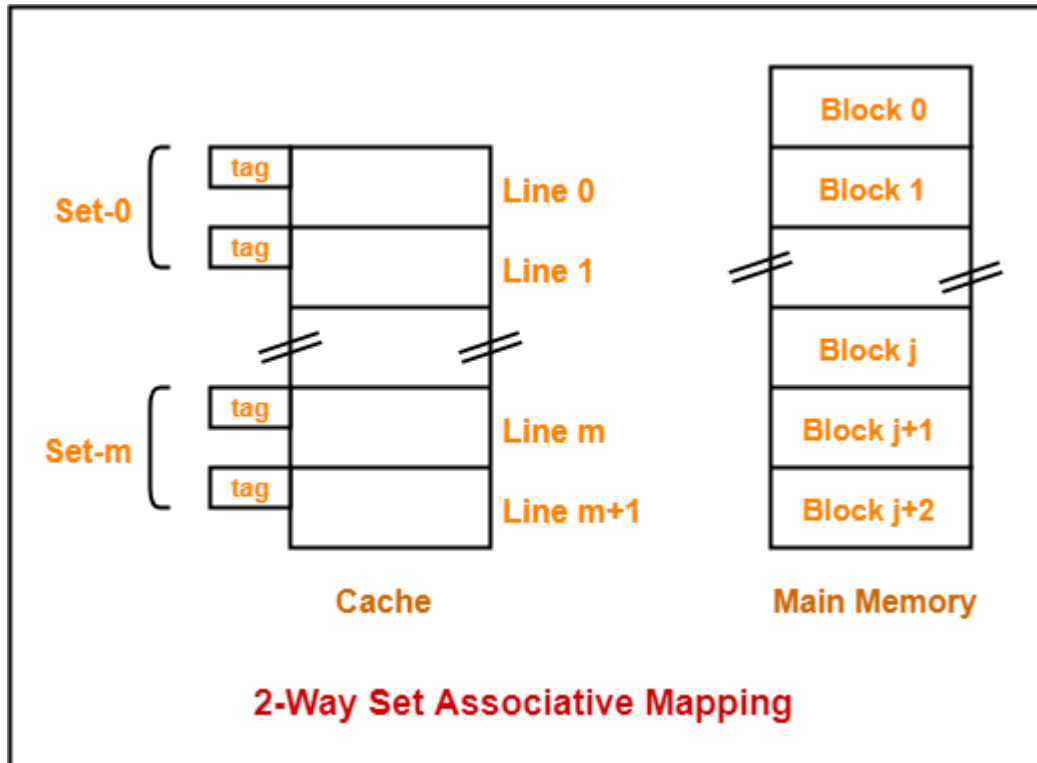 Set-0
tag
Line 0
tag
Line 1
Set-m
tag
Line m
tag
Line m+1
Cache
Block 0
Block 1
Block j
Block j+1
Block j+2
Main Memory
2-Way Set Associative Mapping